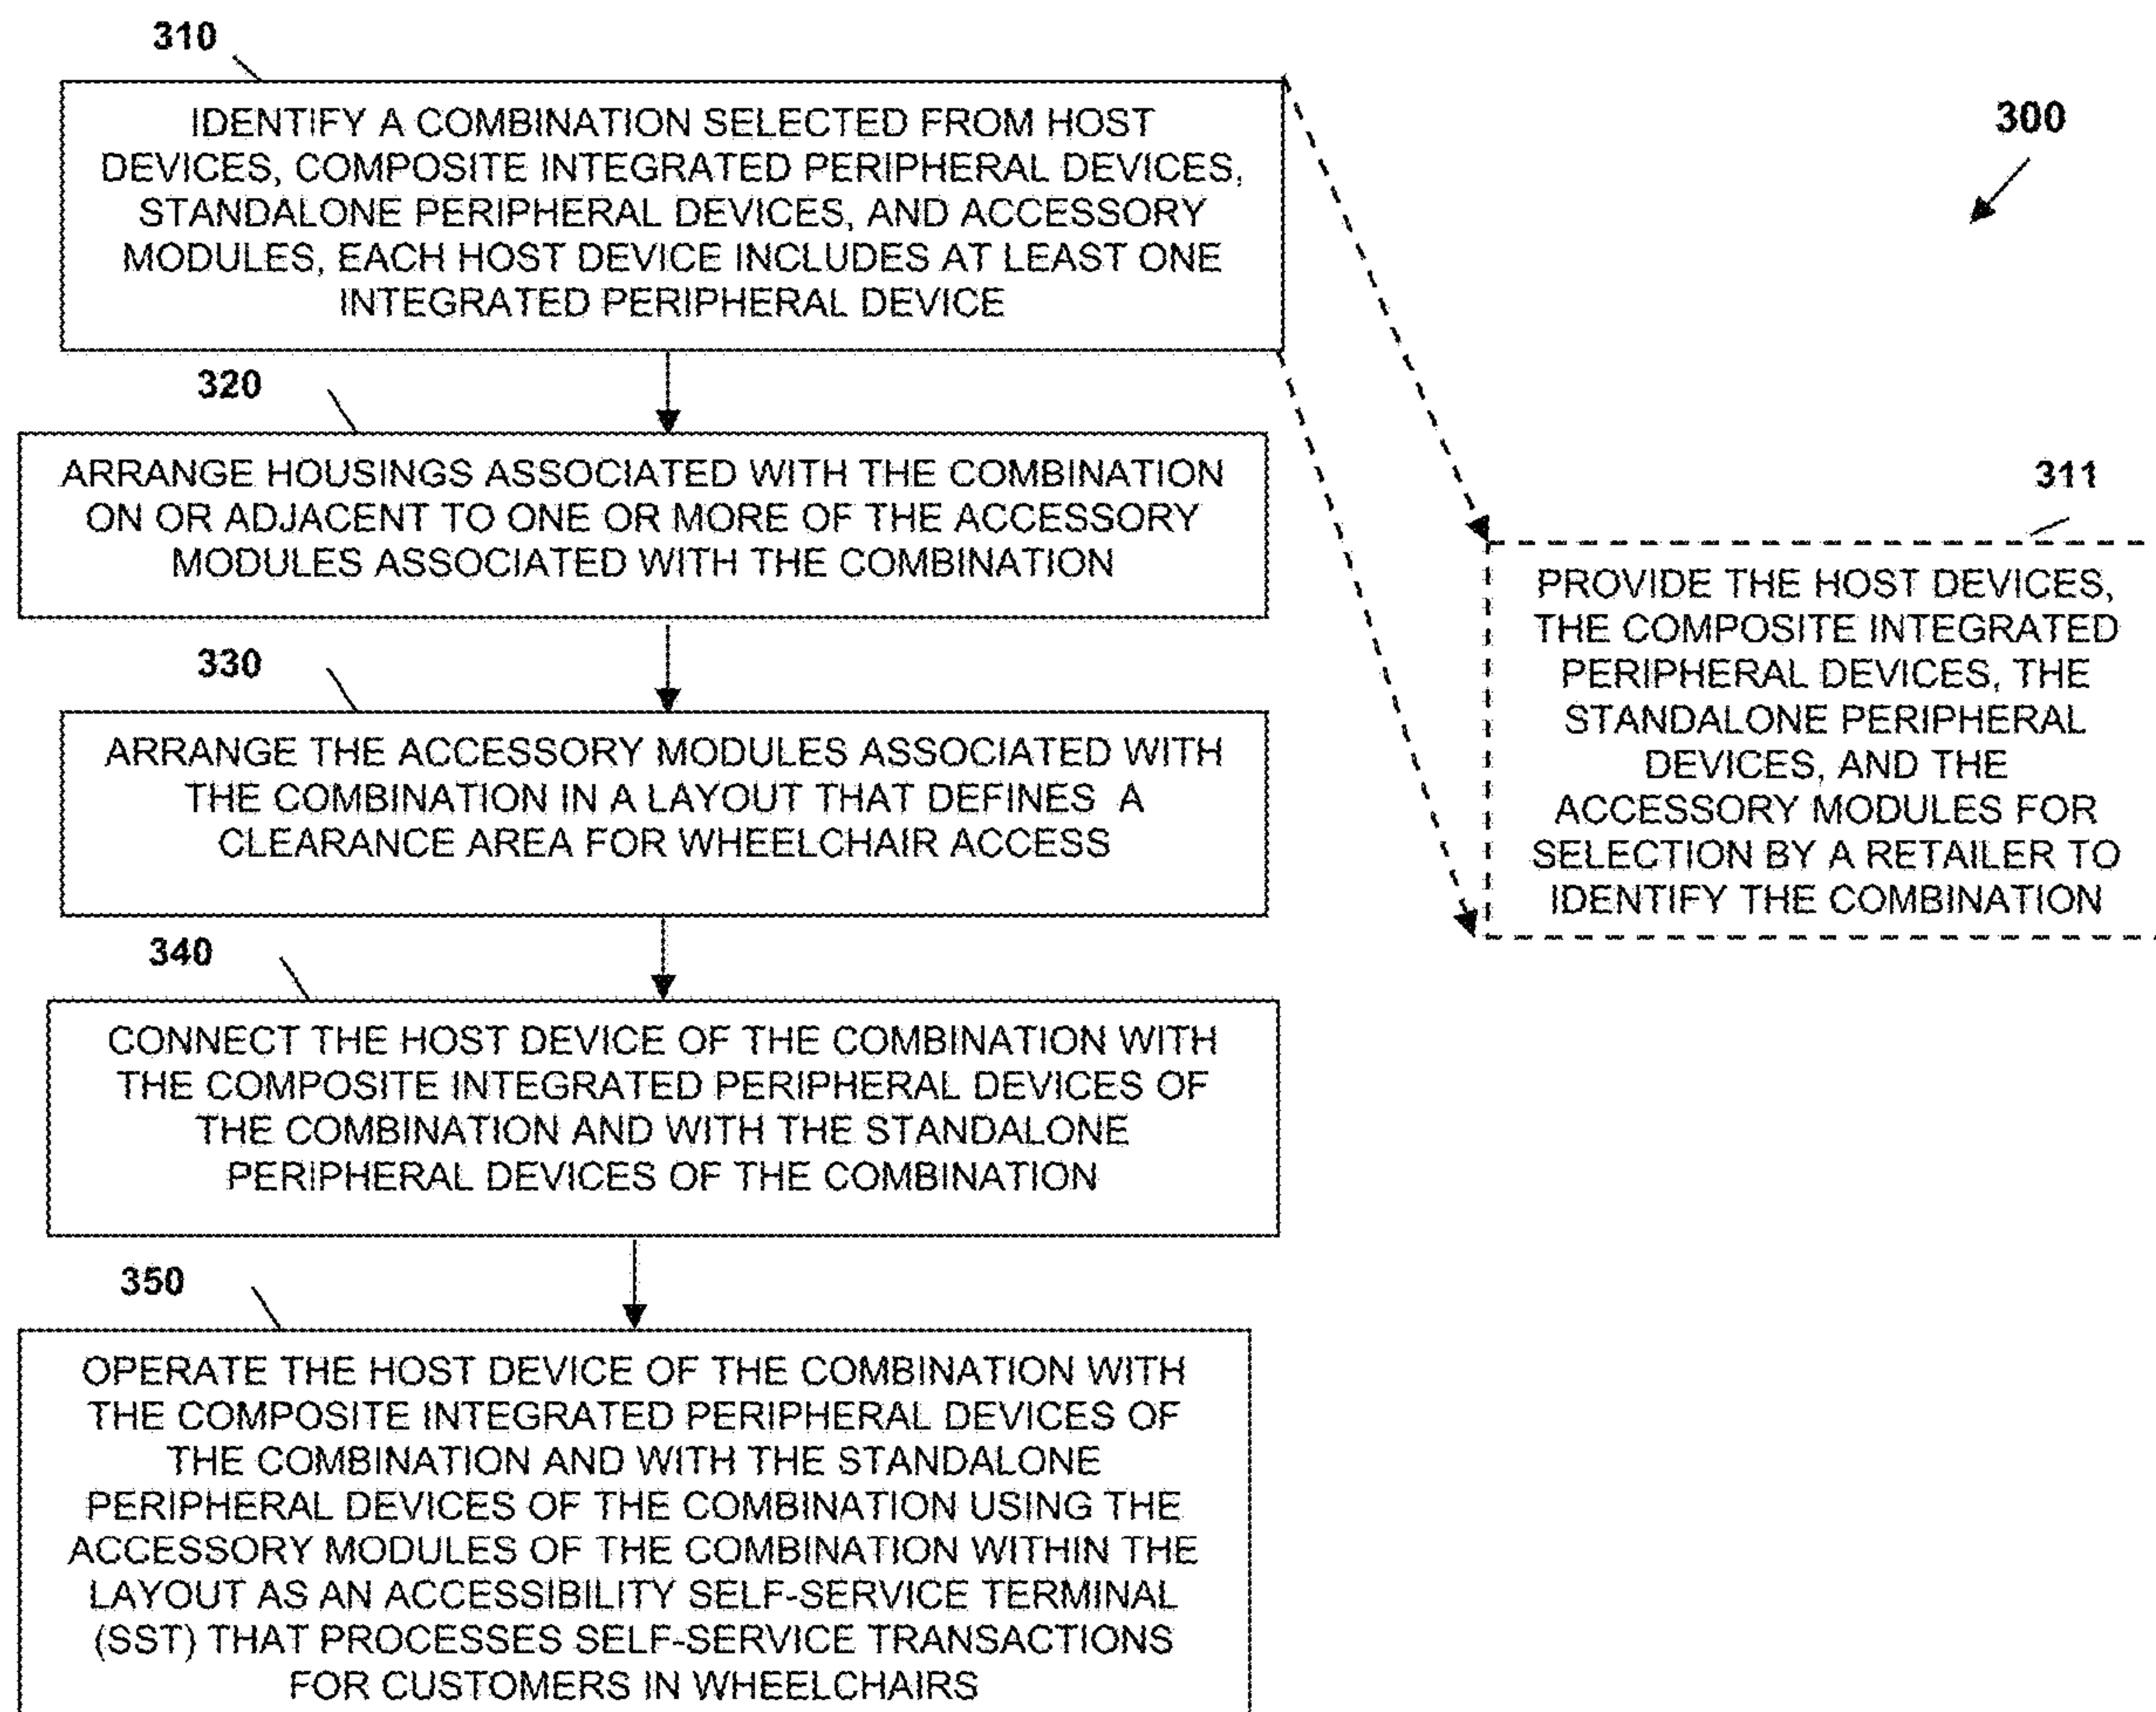 310
IDENTIFY A COMBINATION SELECTED FROM HOST
DEVICES, COMPOSITE INTEGRATED PERIPHERAL DEVICES,
STANDALONE PERIPHERAL DEVICES, AND ACCESSORY
MODULES, EACH HOST DEVICE INCLUDES AT LEAST ONE
INTEGRATED PERIPHERAL DEVICE
300
320
ARRANGE HOUSINGS ASSOCIATED WITH THE COMBINATION
ON OR ADJACENT TO ONE OR MORE OF THE ACCESSORY
MODULES ASSOCIATED WITH THE COMBINATION
311
PROVIDE THE HOST DEVICES,
THE COMPOSITE INTEGRATED
PERIPHERAL DEVICES, THE
STANDALONE PERIPHERAL
DEVICES, AND THE
ACCESSORY MODULES FOR
SELECTION BY A RETAILER TO
IDENTIFY THE COMBINATION
330
ARRANGE THE ACCESSORY MODULES ASSOCIATED WITH
THE COMBINATION IN A LAYOUT THAT DEFINES A
CLEARANCE AREA FOR WHEELCHAIR ACCESS
340
CONNECT THE HOST DEVICE OF THE COMBINATION WITH
THE COMPOSITE INTEGRATED PERIPHERAL DEVICES OF
THE COMBINATION AND WITH THE STANDALONE
PERIPHERAL DEVICES OF THE COMBINATION
350
OPERATE THE HOST DEVICE OF THE COMBINATION WITH
THE COMPOSITE INTEGRATED PERIPHERAL DEVICES OF
THE COMBINATION AND WITH THE STANDALONE
PERIPHERAL DEVICES OF THE COMBINATION USING THE
ACCESSORY MODULES OF THE COMBINATION WITHIN THE
LAYOUT AS AN ACCESSIBILITY SELF-SERVICE TERMINAL
(SST) THAT PROCESSES SELF-SERVICE TRANSACTIONS
FOR CUSTOMERS IN WHEELCHAIRS